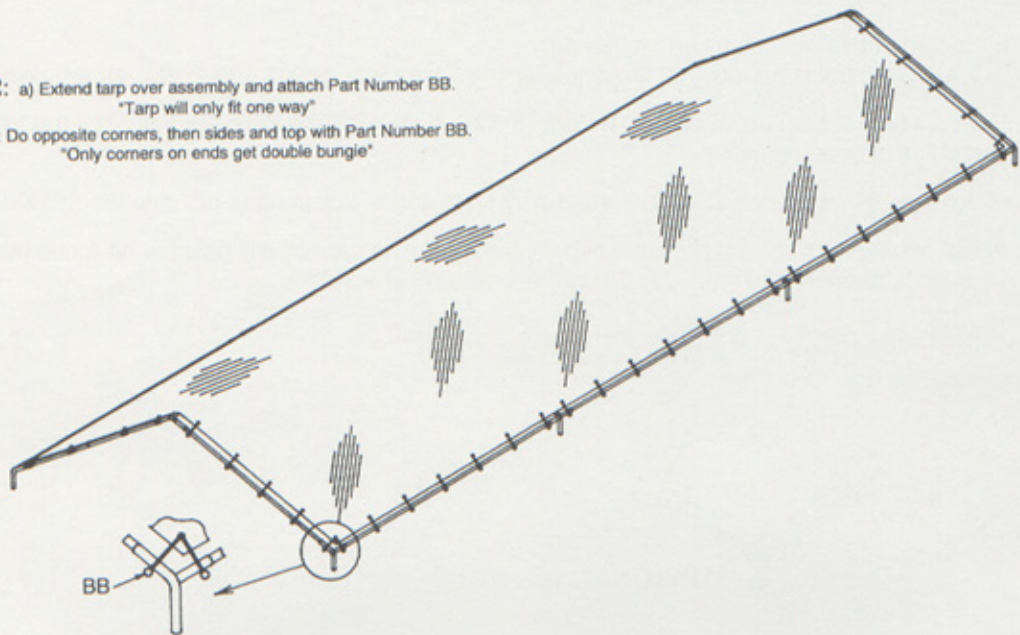 : a) Extend tarp over assembly and attach Part Number BB.
"Tarp will only fit one way"
: Do opposite corners, then sides and top with Part Number BB.
"Only corners on ends get double bungie"
BB